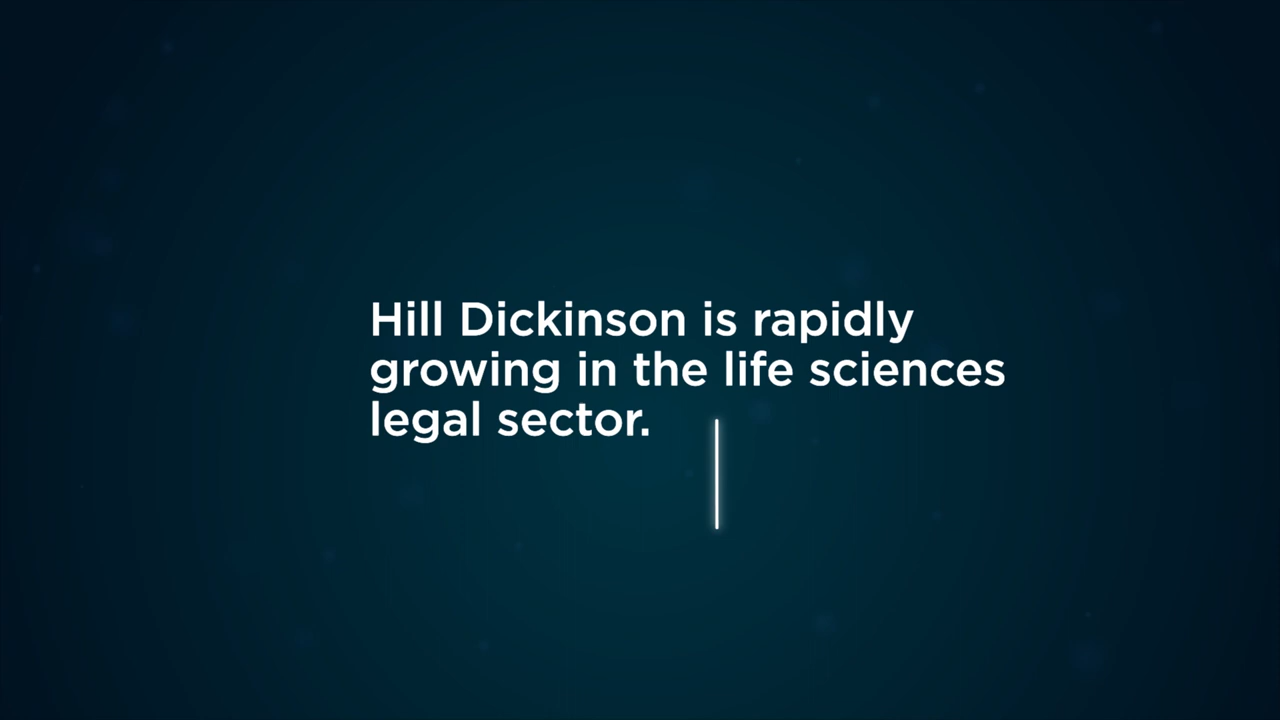 Hill Dickinson is rapidly
growing in the life sciences
legal sector.